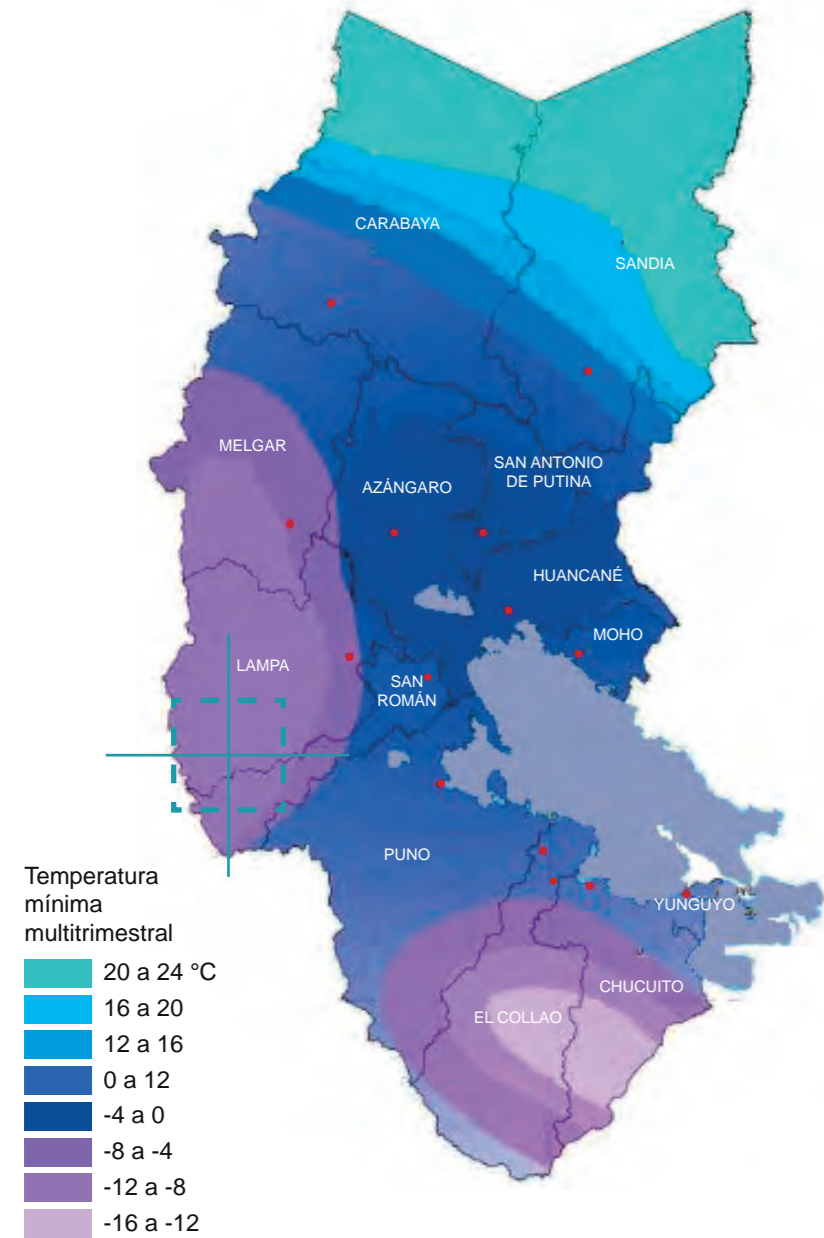 CARABAYA
SANDIA
MELGAR
AZÁNGARO
SAN ANTONIO
DE PUTINA
HUANCANÉ
MOHO
LAMPA
SAN
ROMÁN
PUNO
YUNGUYO
CHUCUITO
EL COLLAO
Temperatura
mínima
multitrimestral
20 a 24 °C
16 a 20
12 a 16
0 a 12
-4 a 0
-8 a -4
-12 a -8
-16 a -12